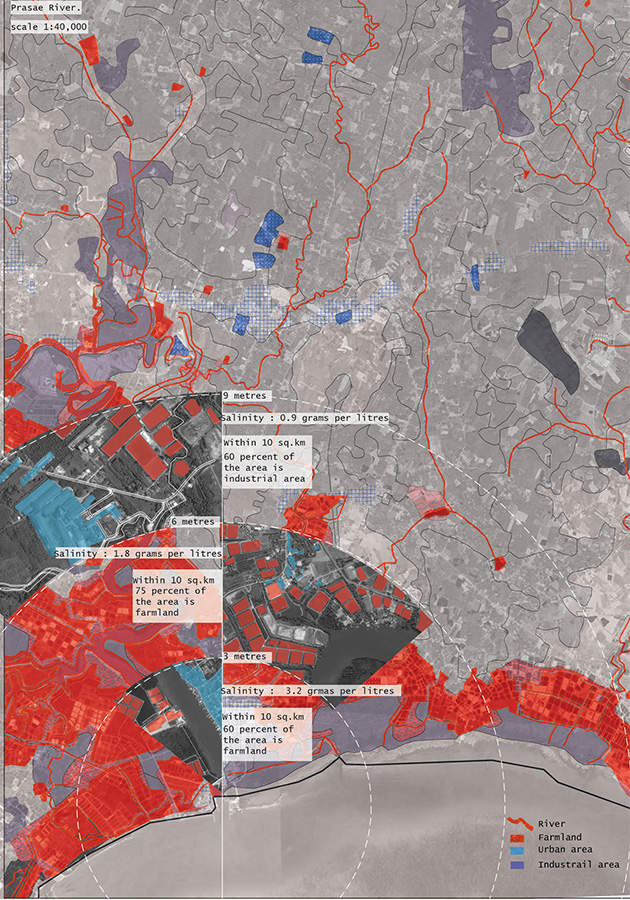 Prasae River.
scale 1:40,000
9 metres
Salinity : 0.9 grams per litres
Within 10 sq.km
60 percent of
the area is
industrial area
6 metres
Salinity : 1.8 grams per litres
Within 10 sq.km
75 percent of
the area is
farmland
3 metres
Salinity :  3.2 grmas per litres
Within 10 sq.km
60 percent of
the area is
farmland
River
Farmland
Urban area
Industrail area